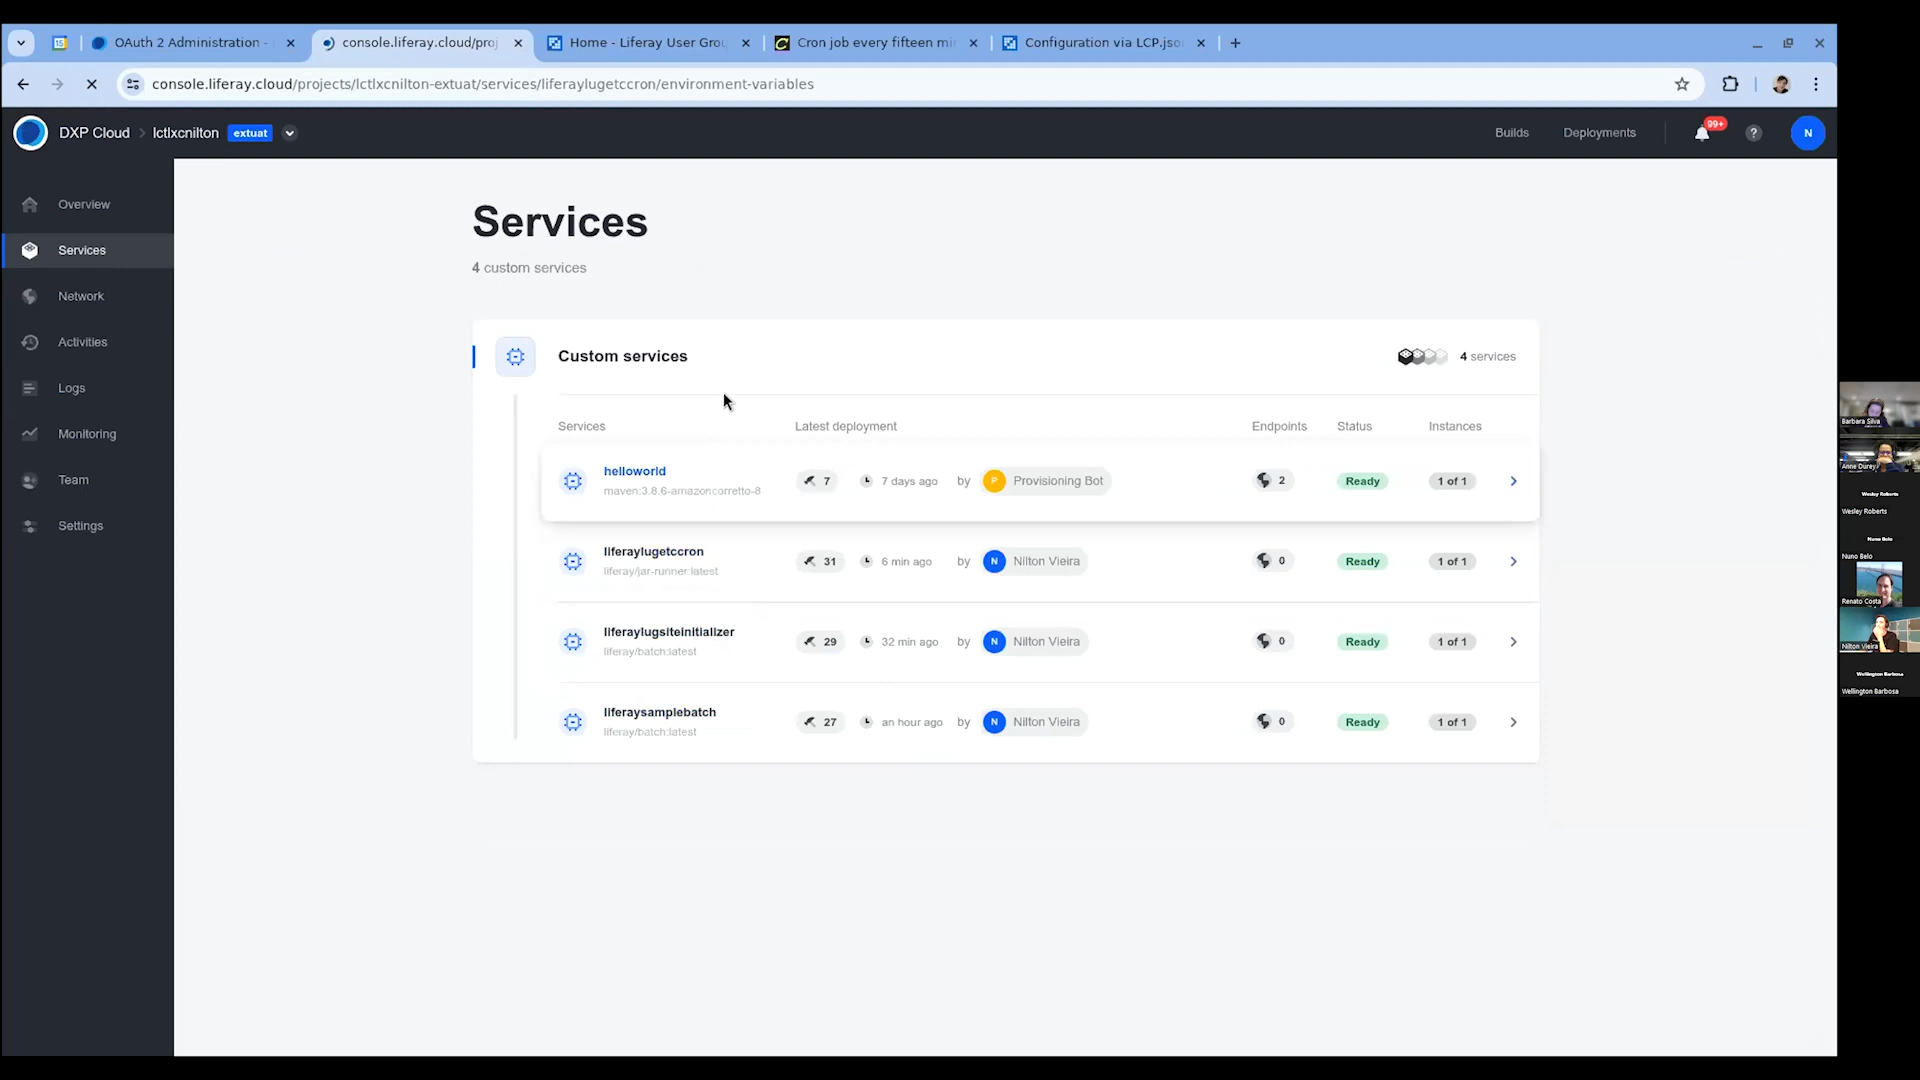 OAuth 2 Administration -
console.liferay.cloud/proj
Home - Liferay User Grou
Cron job every fifteen mi
Configuration via LCP.jso
console.liferay.cloud/projects/lctlxcnilton-extuat/services/liferaylugetccron/environment-variables
DXP Cloud > lctlxcnilton extuat
Builds
Deployments
99+
?
N
Overview
Services
Network
Activities
Logs
Monitoring
Team
Settings
Services
4 custom services
Custom services
4 services
Services Latest deployment Endpoints Status Instances
helloworld
maven:3.8.6-amazoncorretto-8
7 7 days ago by P Provisioning Bot 2 Ready 1 of 1
liferaylugetccron
liferay/jar-runner:latest
31 6 min ago by N Nilton Vieira 0 Ready 1 of 1
liferaylugsiteinitializer
liferay/batch:latest
29 32 min ago by N Nilton Vieira 0 Ready 1 of 1
liferaysamplebatch
liferay/batch:latest
27 an hour ago by N Nilton Vieira 0 Ready 1 of 1
Barbara Silva
Anne Durey
Wesley Roberts
Wesley Roberts
Nuno Belo
Nuno Belo
Renato Costa
Nilton Vieira
Wellington Barbosa
Wellington Barbosa